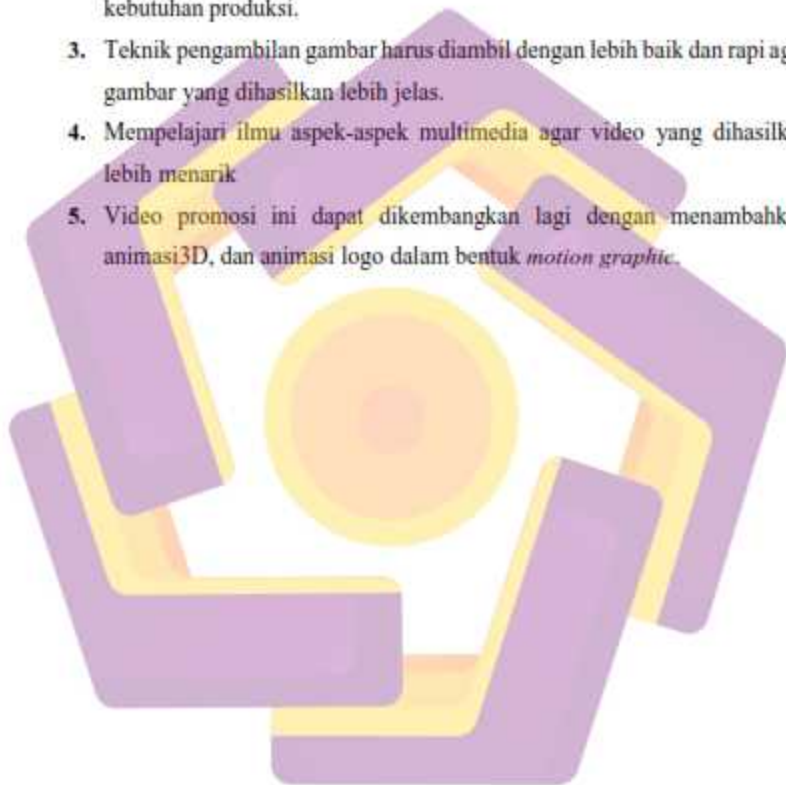 kebutuhan produksi.
3. Teknik pengambilan gambar harus diambil dengan lebih baik dan rapi ag
gambar yang dihasilkan lebih jelas.
4. Mempelajari ilmu aspek-aspek multimedia agar video yang dihasilk
lebih menarik
5. Video promosi ini dapat dikembangkan lagi dengan menambahk
animasi3D, dan animasi logo dalam bentuk motion graphic.